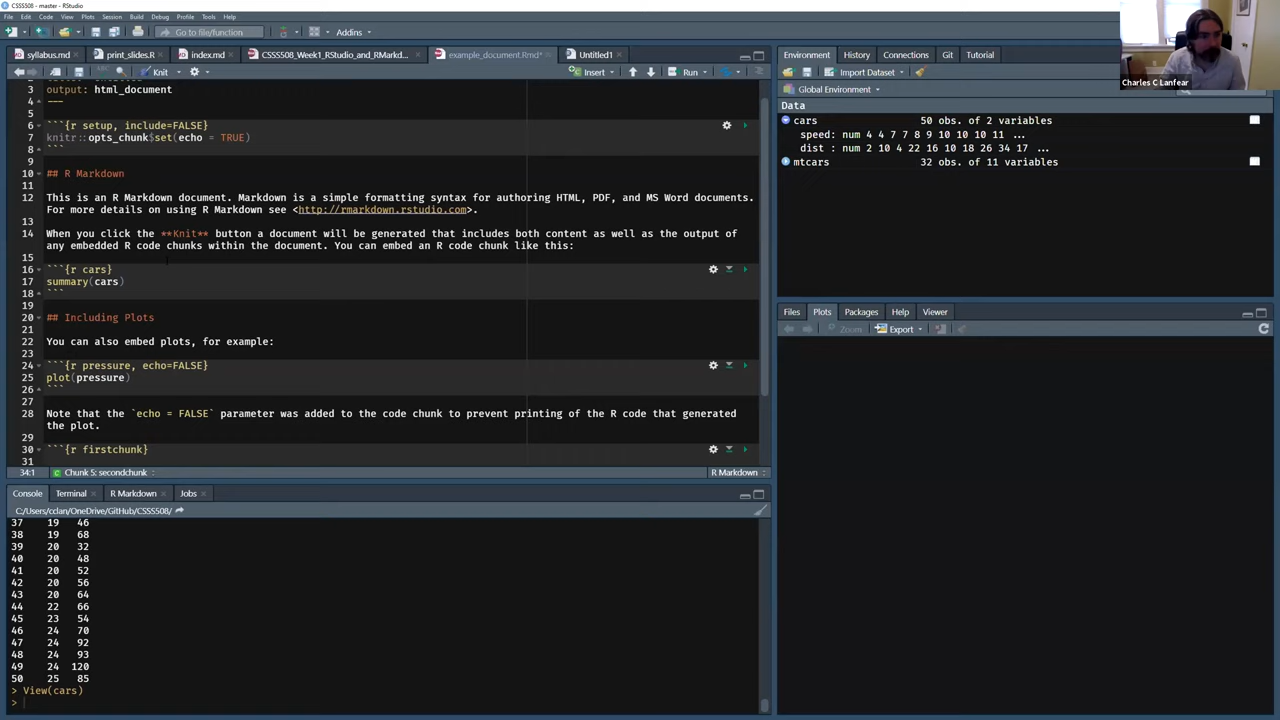 CSSS508 - master - RStudio
File Edit Code View Plots Session Build Debug Profile Tools Help
Go to file/function Addins
syllabus.md print_slides.R index.md CSSS508_Week1_RStudio_and_RMarkd... example_document.Rmd* Untitled1
Knit Insert Run
3 output: html_document
4 ---
5
6 ```{r setup, include=FALSE}
7 knitr::opts_chunk$set(echo = TRUE)
8 ```
9
10 ## R Markdown
11
12 This is an R Markdown document. Markdown is a simple formatting syntax for authoring HTML, PDF, and MS Word documents.
For more details on using R Markdown see <http://rmarkdown.rstudio.com>.
13
14 When you click the **Knit** button a document will be generated that includes both content as well as the output of
any embedded R code chunks within the document. You can embed an R code chunk like this:
15
16 ```{r cars}
17 summary(cars)
18 ```
19
20 ## Including Plots
21
22 You can also embed plots, for example:
23
24 ```{r pressure, echo=FALSE}
25 plot(pressure)
26 ```
27
28 Note that the `echo = FALSE` parameter was added to the code chunk to prevent printing of the R code that generated
the plot.
29
30 ```{r firstchunk}
31
34:1 Chunk 5: secondchunk R Markdown
Console Terminal R Markdown Jobs
C:/Users/cclan/OneDrive/GitHub/CSSS508/
37 19 46
38 19 68
39 20 32
40 20 48
41 20 52
42 20 56
43 20 64
44 22 66
45 23 54
46 24 70
47 24 92
48 24 93
49 24 120
50 25 85
> View(cars)
>
Environment History Connections Git Tutorial
Import Dataset
Global Environment
Data
cars 50 obs. of 2 variables
speed: num 4 4 7 7 8 9 10 10 10 11 ...
dist : num 2 10 4 22 16 10 18 26 34 17 ...
mtcars 32 obs. of 11 variables
Files Plots Packages Help Viewer
Zoom Export
Charles C Lanfear